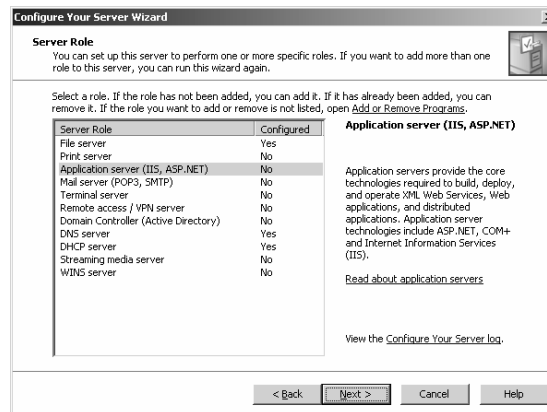 Configure Your Server Wizard
Server Role
You can set up this server to perform one or more specific roles. If you want to add more than one
role to this server, you can run this wizard again.
Select a role. If the role has not been added, you can add it. If it has already been added, you can
remove it. If the role you want to add or remove is not listed, open Add or Remove Programs.
Server Role Configured
File server Yes
Print server No
Application server (IIS, ASP.NET) No
Mail server (POP3, SMTP) No
Terminal server No
Remote access / VPN server No
Domain Controller (Active Directory) No
DNS server Yes
DHCP server Yes
Streaming media server No
WINS server No
Application server (IIS, ASP.NET)
Application servers provide the core
technologies required to build, deploy,
and operate XML Web Services, Web
applications, and distributed
applications. Application server
technologies include ASP.NET, COM+
and Internet Information Services
(IIS).
Read about application servers
View the Configure Your Server log.
< Back Next > Cancel Help